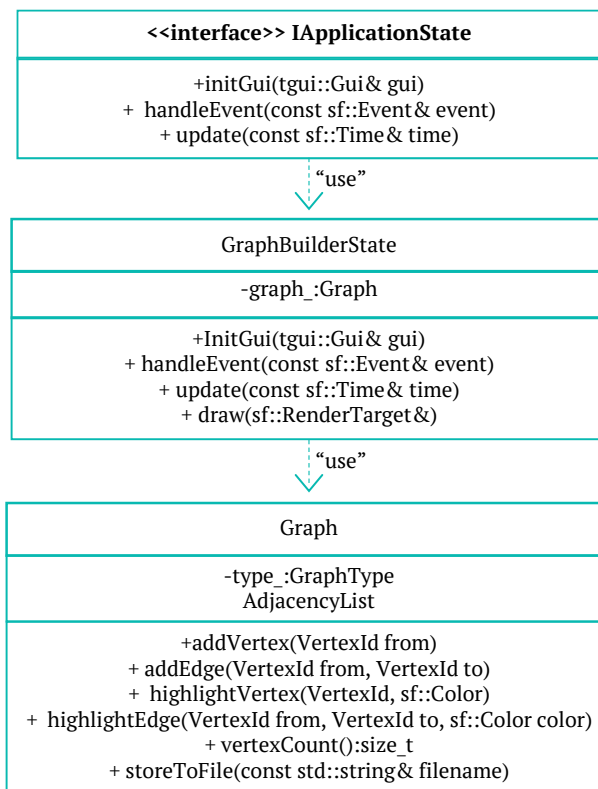 <<interface>> IApplicationState
+initGui(tgui::Gui& gui)
+ handleEvent(const sf::Event& event)
+ update(const sf::Time& time)
“use”
GraphBuilderState
-graph_:Graph
+InitGui(tgui::Gui& gui)
+ handleEvent(const sf::Event& event)
+ update(const sf::Time& time)
+ draw(sf::RenderTarget&)
“use”
Graph
-type_:GraphType
AdjacencyList
+addVertex(VertexId from)
+ addEdge(VertexId from, VertexId to)
+ highlightVertex(VertexId, sf::Color)
+ highlightEdge(VertexId from, VertexId to, sf::Color color)
+ vertexCount():size_t
+ storeToFile(const std::string& filename)